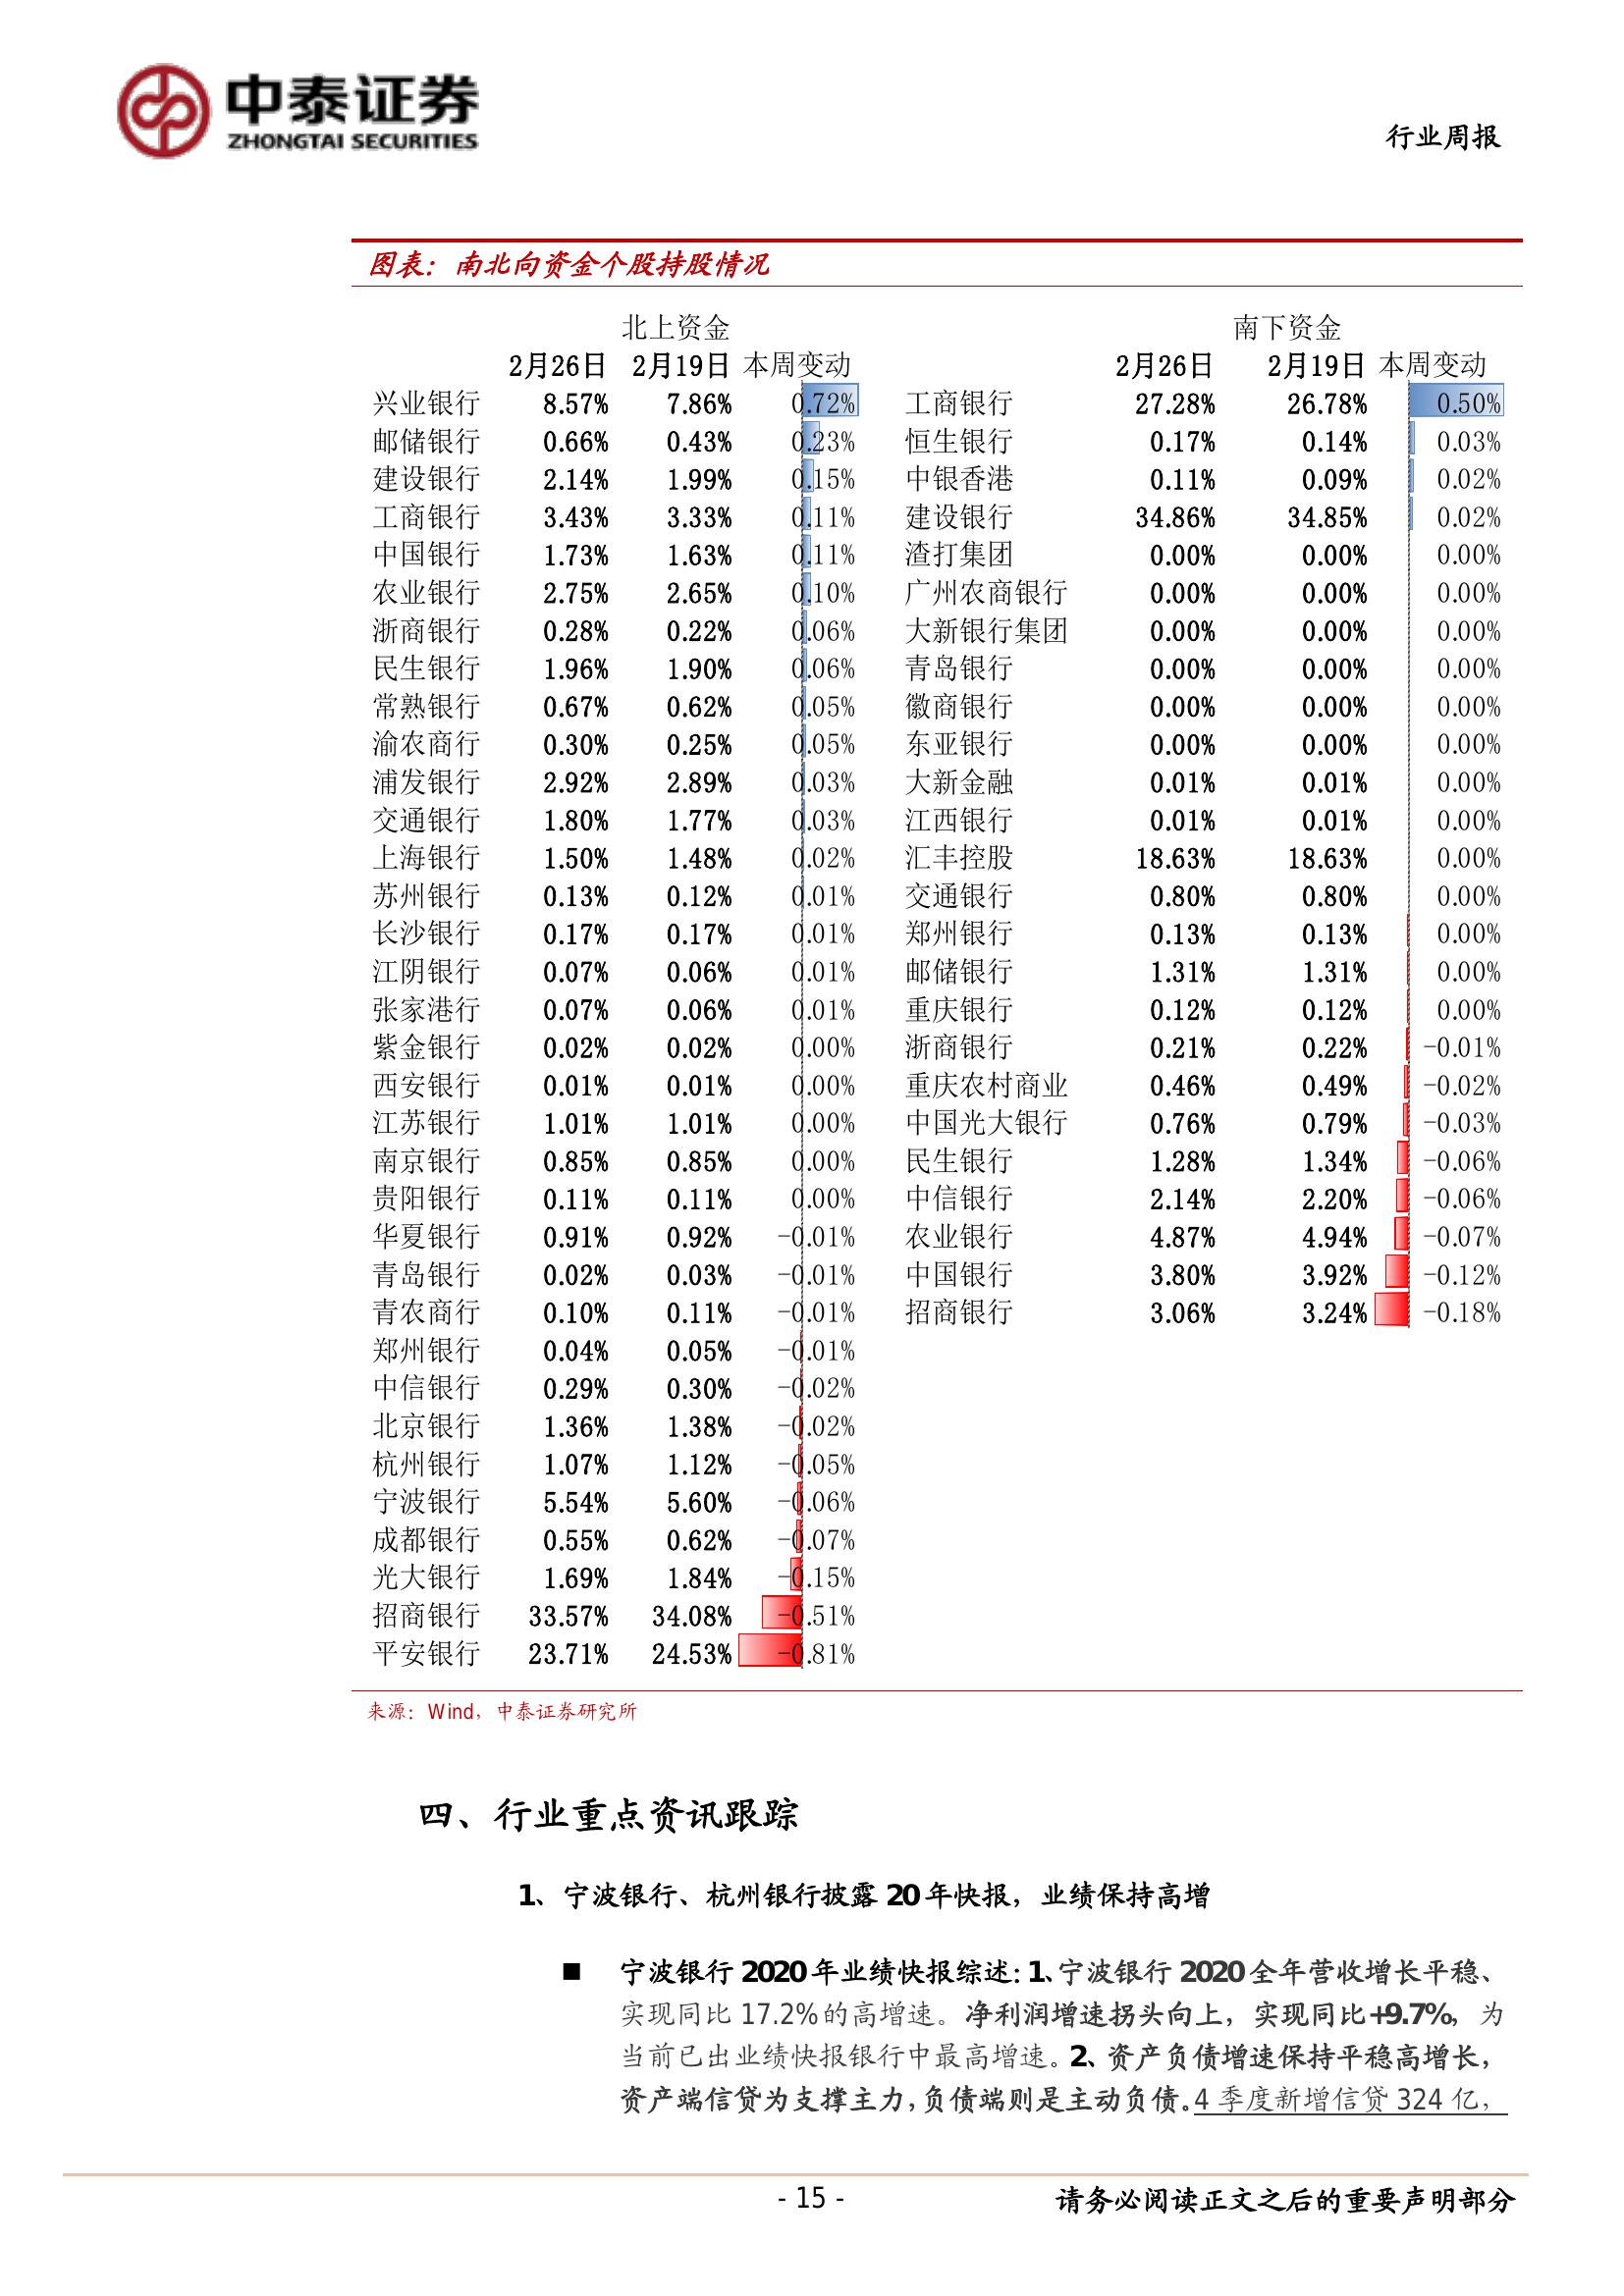 中泰证券
ZHONGTAI SECURITIES
行业周报
图表：南北向资金个股持股情况
北上资金 南下资金
2月26日 2月19日 本周变动 2月26日 2月19日 本周变动
兴业银行 8.57% 7.86% 0.72% 工商银行 27.28% 26.78% 0.50%
邮储银行 0.66% 0.43% 0.23% 恒生银行 0.17% 0.14% 0.03%
建设银行 2.14% 1.99% 0.15% 中银香港 0.11% 0.09% 0.02%
工商银行 3.43% 3.33% 0.11% 建设银行 34.86% 34.85% 0.02%
中国银行 1.73% 1.63% 0.11% 渣打集团 0.00% 0.00% 0.00%
农业银行 2.75% 2.65% 0.10% 广州农商银行 0.00% 0.00% 0.00%
浙商银行 0.28% 0.22% 0.06% 大新银行集团 0.00% 0.00% 0.00%
民生银行 1.96% 1.90% 0.06% 青岛银行 0.00% 0.00% 0.00%
常熟银行 0.67% 0.62% 0.05% 徽商银行 0.00% 0.00% 0.00%
渝农商行 0.30% 0.25% 0.05% 东亚银行 0.00% 0.00% 0.00%
浦发银行 2.92% 2.89% 0.03% 大新金融 0.01% 0.01% 0.00%
交通银行 1.80% 1.77% 0.03% 江西银行 0.01% 0.01% 0.00%
上海银行 1.50% 1.48% 0.02% 汇丰控股 18.63% 18.63% 0.00%
苏州银行 0.13% 0.12% 0.01% 交通银行 0.80% 0.80% 0.00%
长沙银行 0.17% 0.17% 0.01% 郑州银行 0.13% 0.13% 0.00%
江阴银行 0.07% 0.06% 0.01% 邮储银行 1.31% 1.31% 0.00%
张家港行 0.07% 0.06% 0.01% 重庆银行 0.12% 0.12% 0.00%
紫金银行 0.02% 0.02% 0.00% 浙商银行 0.21% 0.22% -0.01%
西安银行 0.01% 0.01% 0.00% 重庆农村商业 0.46% 0.49% -0.02%
江苏银行 1.01% 1.01% 0.00% 中国光大银行 0.76% 0.79% -0.03%
南京银行 0.85% 0.85% 0.00% 民生银行 1.28% 1.34% -0.06%
贵阳银行 0.11% 0.11% 0.00% 中信银行 2.14% 2.20% -0.06%
华夏银行 0.91% 0.92% -0.01% 农业银行 4.87% 4.94% -0.07%
青岛银行 0.02% 0.03% -0.01% 中国银行 3.80% 3.92% -0.12%
青农商行 0.10% 0.11% -0.01% 招商银行 3.06% 3.24% -0.18%
郑州银行 0.04% 0.05% -0.01%
中信银行 0.29% 0.30% -0.02%
北京银行 1.36% 1.38% -0.02%
杭州银行 1.07% 1.12% -0.05%
宁波银行 5.54% 5.60% -0.06%
成都银行 0.55% 0.62% -0.07%
光大银行 1.69% 1.84% -0.15%
招商银行 33.57% 34.08% -0.51%
平安银行 23.71% 24.53% -0.81%
来源：Wind，中泰证券研究所
四、行业重点资讯跟踪
1、宁波银行、杭州银行披露 20 年快报，业绩保持高增
■ 宁波银行 2020 年业绩快报综述：1、宁波银行 2020 全年营收增长平稳、
实现同比 17.2%的高增速。净利润增速拐头向上，实现同比+9.7%，为
当前已出业绩快报银行中最高增速。2、资产负债增速保持平稳高增长，
资产端信贷为支撑主力，负债端则是主动负债。4 季度新增信贷 324 亿，
- 15 -
请务必阅读正文之后的重要声明部分